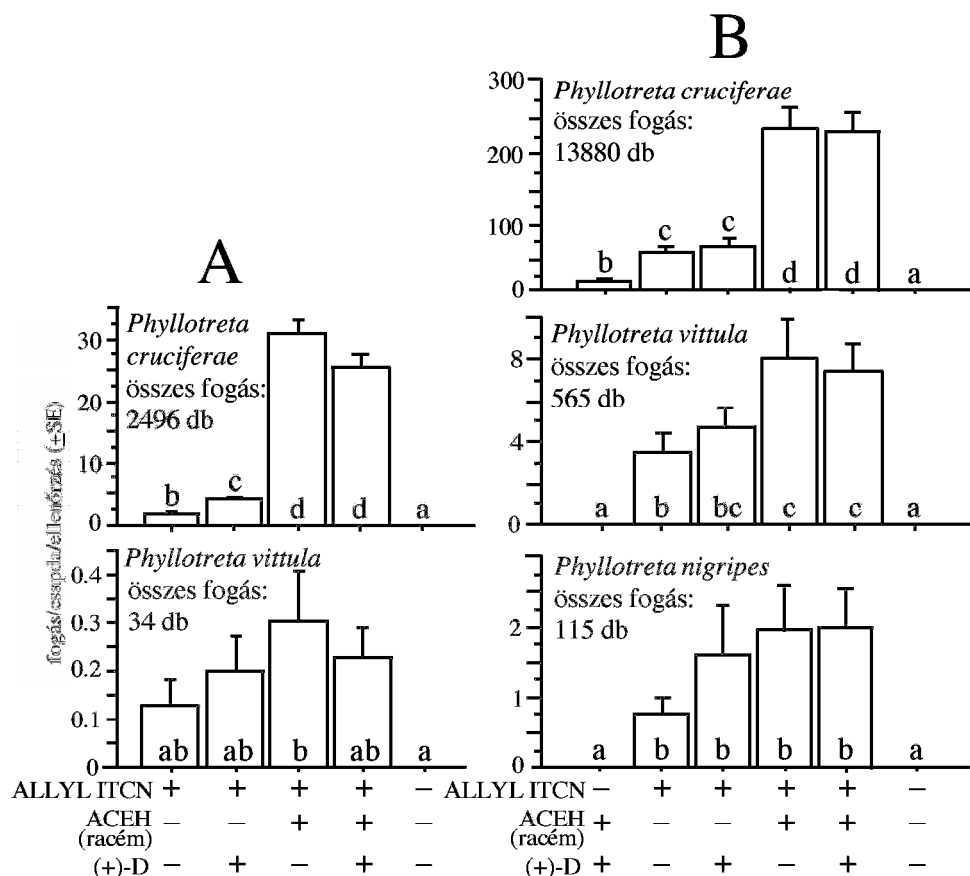 A
fogás/csapda/ellenőrzés (±SE)
Phyllotreta
cruciferae
összes fogás:
2496 db
30
20
10
0
b
c
d
d
a
Phyllotreta vittula
összes fogás:
34 db
0.4
0.3
0.2
0.1
0
ab
ab
b
ab
a
ALLYL ITCN + + + + −
ACEH − − + + −
(racém)
(+)-D − + − + −
B
Phyllotreta cruciferae
összes fogás:
13880 db
300
200
100
0
b
c
c
d
d
a
Phyllotreta vittula
összes fogás:
565 db
8
4
0
a
b
bc
c
c
a
Phyllotreta nigripes
összes fogás:
115 db
2
1
0
a
b
b
b
b
a
ALLYL ITCN − + + + + −
ACEH + − − + + −
(racém)
(+)-D + − + − + −